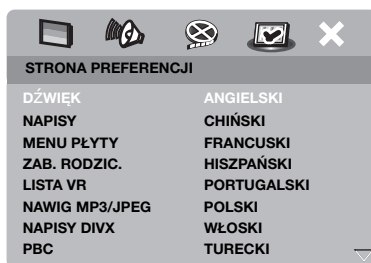 STRONA PREFERENCJI
DŹWIĘK ANGIELSKI
NAPISY CHIŃSKI
MENU PŁYTY FRANCUSKI
ZAB. RODZIC. HISZPAŃSKI
LISTA VR PORTUGALSKI
NAWIG MP3/JPEG POLSKI
NAPISY DIVX WŁOSKI
PBC TURECKI